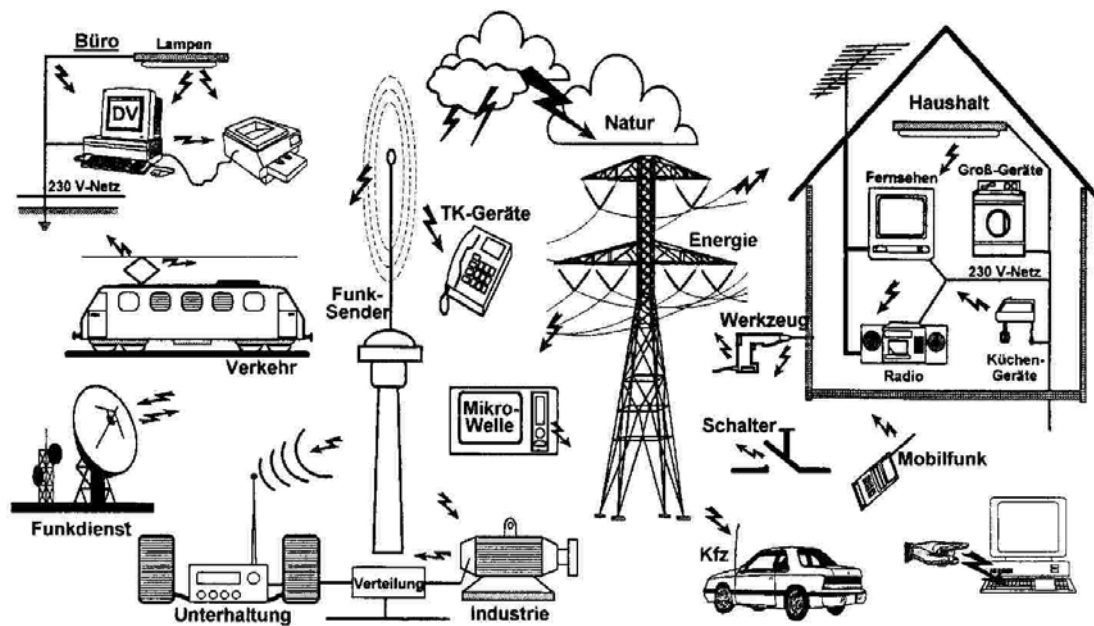 Büro
Lampen
DV
230 V-Netz
Natur
Haushalt
Fernsehen
Groß-Geräte
TK-Geräte
Energie
230 V-Netz
Funk-
Sender
Werkzeug
Verkehr
Radio
Küchen-
Geräte
Mikro-
Welle
Schalter
Mobilfunk
Funkdienst
Kfz
Verteilung
Unterhaltung
Industrie